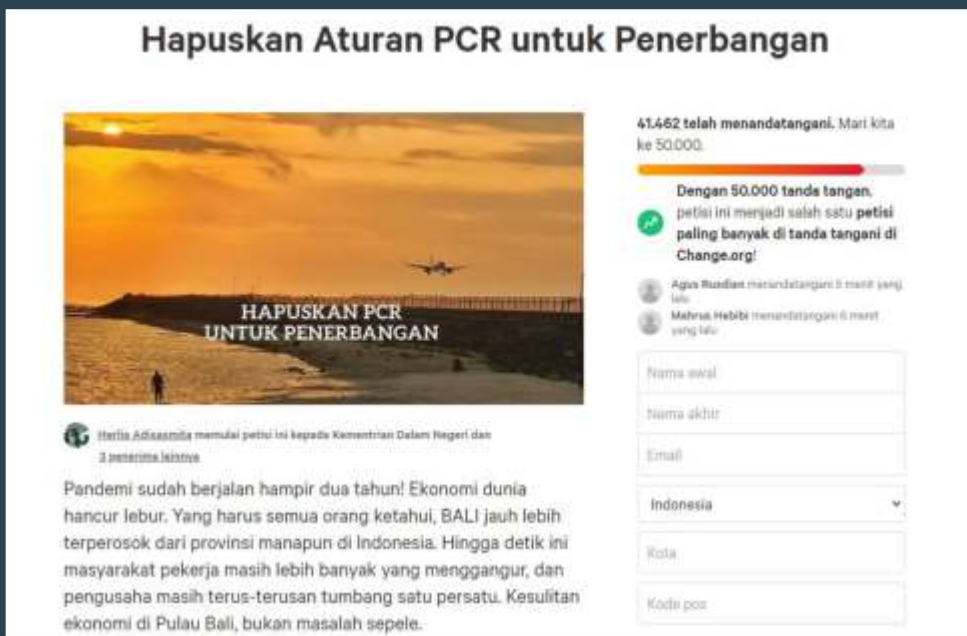 Hapuskan Aturan PCR untuk Penerbangan
HAPUSKAN PCR
UNTUK PENERBANGAN
Herlia Adisasmita memulai petisi ini kepada Kementrian Dalam Negeri dan
3 penerima lainnya
Pandemi sudah berjalan hampir dua tahun! Ekonomi dunia
hancur lebur. Yang harus semua orang ketahui, BALI jauh lebih
terperosok dari provinsi manapun di Indonesia. Hingga detik ini
masyarakat pekerja masih lebih banyak yang menggangur, dan
pengusaha masih terus-terusan tumbang satu persatu. Kesulitan
ekonomi di Pulau Bali, bukan masalah sepele.
41.462 telah menandatangani. Mari kita
ke 50.000.
Dengan 50.000 tanda tangan,
petisi ini menjadi salah satu petisi
paling banyak di tanda tangani di
Change.org!
Agus Rusdian menandatangani 5 menit yang
lalu
Mahrus Hebibi menandatangani 6 menit
yang lalu
Nama awal
Nama akhir
Email
Indonesia
Kota
Kode pos